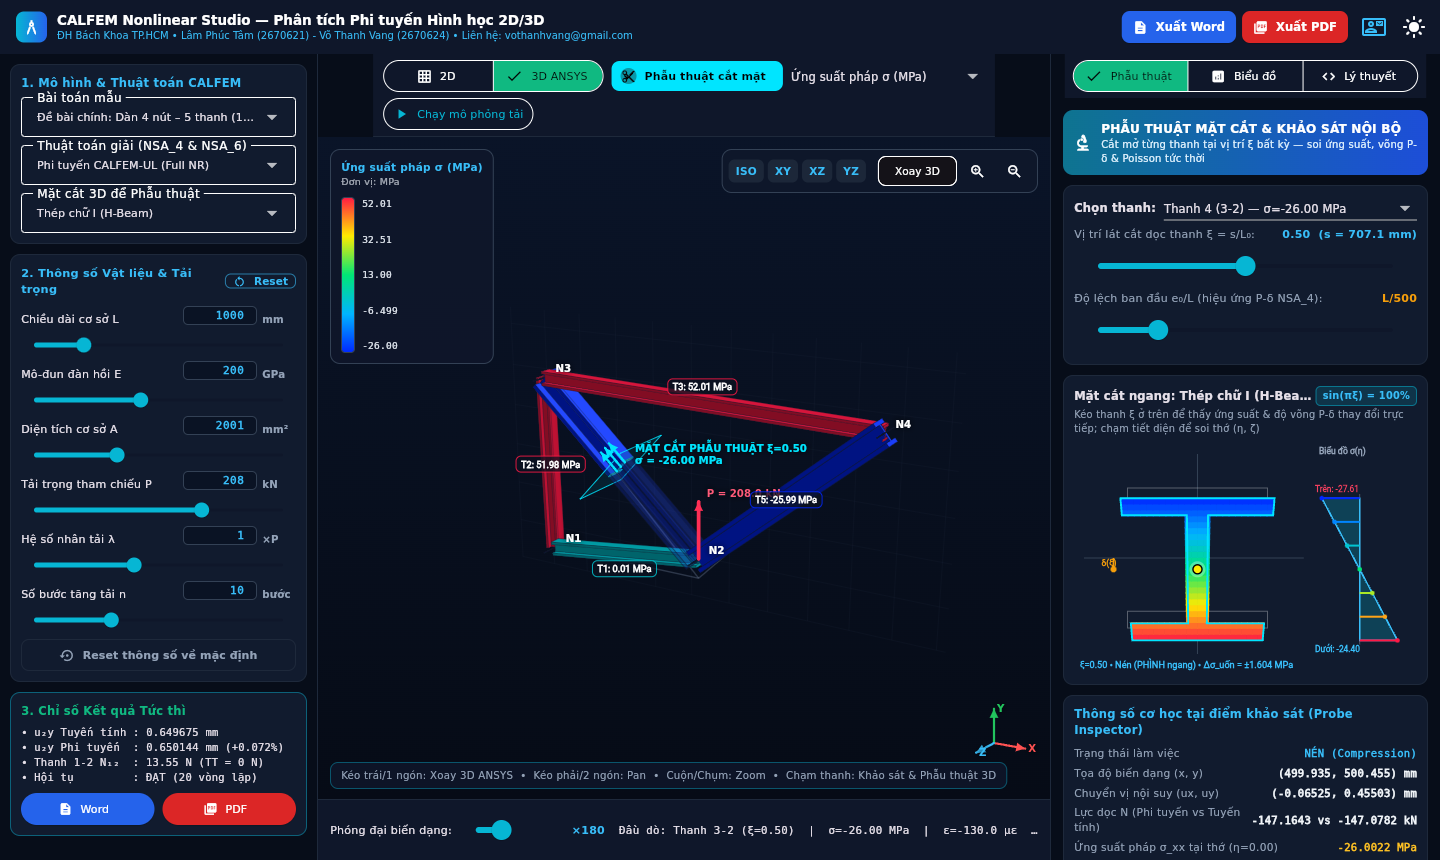 CALFEM Nonlinear Studio — Phân tích Phi tuyến Hình học 2D/3D
ĐH Bách Khoa TP.HCM • Lâm Phúc Tâm (2670621) - Võ Thanh Vang (2670624) • Liên hệ: vothanhvang@gmail.com
Xuất Word
Xuất PDF
1. Mô hình & Thuật toán CALFEM
Bài toán mẫu
Đề bài chính: Dàn 4 nút – 5 thanh (1...
Thuật toán giải (NSA_4 & NSA_6)
Phi tuyến CALFEM-UL (Full NR)
Mặt cắt 3D để Phẫu thuật
Thép chữ I (H-Beam)
2. Thông số Vật liệu & Tải trọng
Reset
Chiều dài cơ sở L 1000 mm
Mô-đun đàn hồi E 200 GPa
Diện tích cơ sở A 2001 mm²
Tải trọng tham chiếu P 208 kN
Hệ số nhân tải λ 1 ×P
Số bước tăng tải n 10 bước
Reset thông số về mặc định
3. Chỉ số Kết quả Tức thì
• u₂y Tuyến tính : 0.649675 mm
• u₂y Phi tuyến : 0.650144 mm (+0.072%)
• Thanh 1-2 N₁₂ : 13.55 N (TT = 0 N)
• Hội tụ : ĐẠT (20 vòng lặp)
Word
PDF
2D
3D ANSYS
Phẫu thuật cắt mặt
Ứng suất pháp σ (MPa)
Chạy mô phỏng tải
Ứng suất pháp σ (MPa)
Đơn vị: MPa
52.01
32.51
13.00
-6.499
-26.00
ISO
XY
XZ
YZ
Xoay 3D
N3
T3: 52.01 MPa
N4
MẶT CẮT PHẪU THUẬT ξ=0.50
σ = -26.00 MPa
T2: 51.98 MPa
P = 208.0 kN
T5: -25.99 MPa
N1
N2
T1: 0.01 MPa
Y
X
Z
Kéo trái/1 ngón: Xoay 3D ANSYS • Kéo phải/2 ngón: Pan • Cuộn/Chụm: Zoom • Chạm thanh: Khảo sát & Phẫu thuật 3D
Phóng đại biến dạng: ×180 Đầu dò: Thanh 3-2 (ξ=0.50) | σ=-26.00 MPa | ε=-130.0 με …
Phẫu thuật
Biểu đồ
Lý thuyết
PHẪU THUẬT MẶT CẮT & KHẢO SÁT NỘI BỘ
Cắt mở từng thanh tại vị trí ξ bất kỳ — soi ứng suất, võng P-
δ & Poisson tức thời
Chọn thanh: Thanh 4 (3-2) — σ=-26.00 MPa
Vị trí lát cắt dọc thanh ξ = s/L₀: 0.50 (s = 707.1 mm)
Độ lệch ban đầu e₀/L (hiệu ứng P-δ NSA_4): L/500
Mặt cắt ngang: Thép chữ I (H-Bea... sin(πξ) = 100%
Kéo thanh ξ ở trên để thấy ứng suất & độ võng P-δ thay đổi trực
tiếp; chạm tiết diện để soi thớ (η, ζ)
Biểu đồ σ(η)
Trên: -27.61
Dưới: -24.40
ξ=0.50 • Nén (PHÌNH ngang) • Δσ_uốn = ±1.604 MPa
Thông số cơ học tại điểm khảo sát (Probe
Inspector)
Trạng thái làm việc NÉN (Compression)
Tọa độ biến dạng (x, y) (499.935, 500.455) mm
Chuyển vị nội suy (ux, uy) (-0.06525, 0.45503) mm
Lực dọc N (Phi tuyến vs Tuyến
tính) -147.1643 vs -147.0782 kN
Ứng suất pháp σ_xx tại thớ (η=0.00) -26.0022 MPa